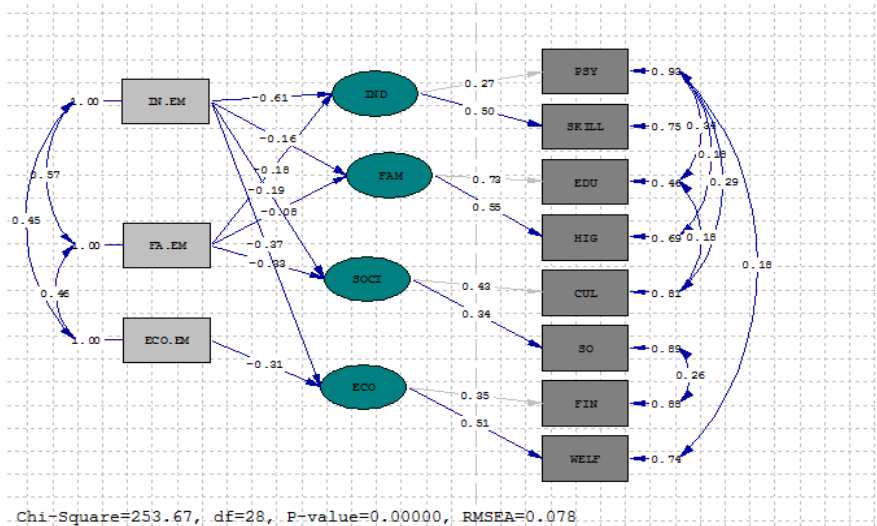 PSY
0.93
0.27
1.00
IN.EM
-0.61
IND
0.50
SKILL
0.75
0.34
-0.16
0.18
0.57
-0.18
FAM
0.73
EDU
0.46
0.29
-0.19
-0.08
0.55
0.45
HIG
0.69
0.18
1.00
FA.EM
-0.37
-0.33
0.18
SOCI
0.43
CUL
0.81
0.46
0.34
1.00
ECO.EM
SO
0.89
-0.31
0.26
ECO
0.35
FIN
0.88
0.51
WELF
0.74
Chi-Square=253.67, df=28, P-value=0.00000, RMSEA=0.078